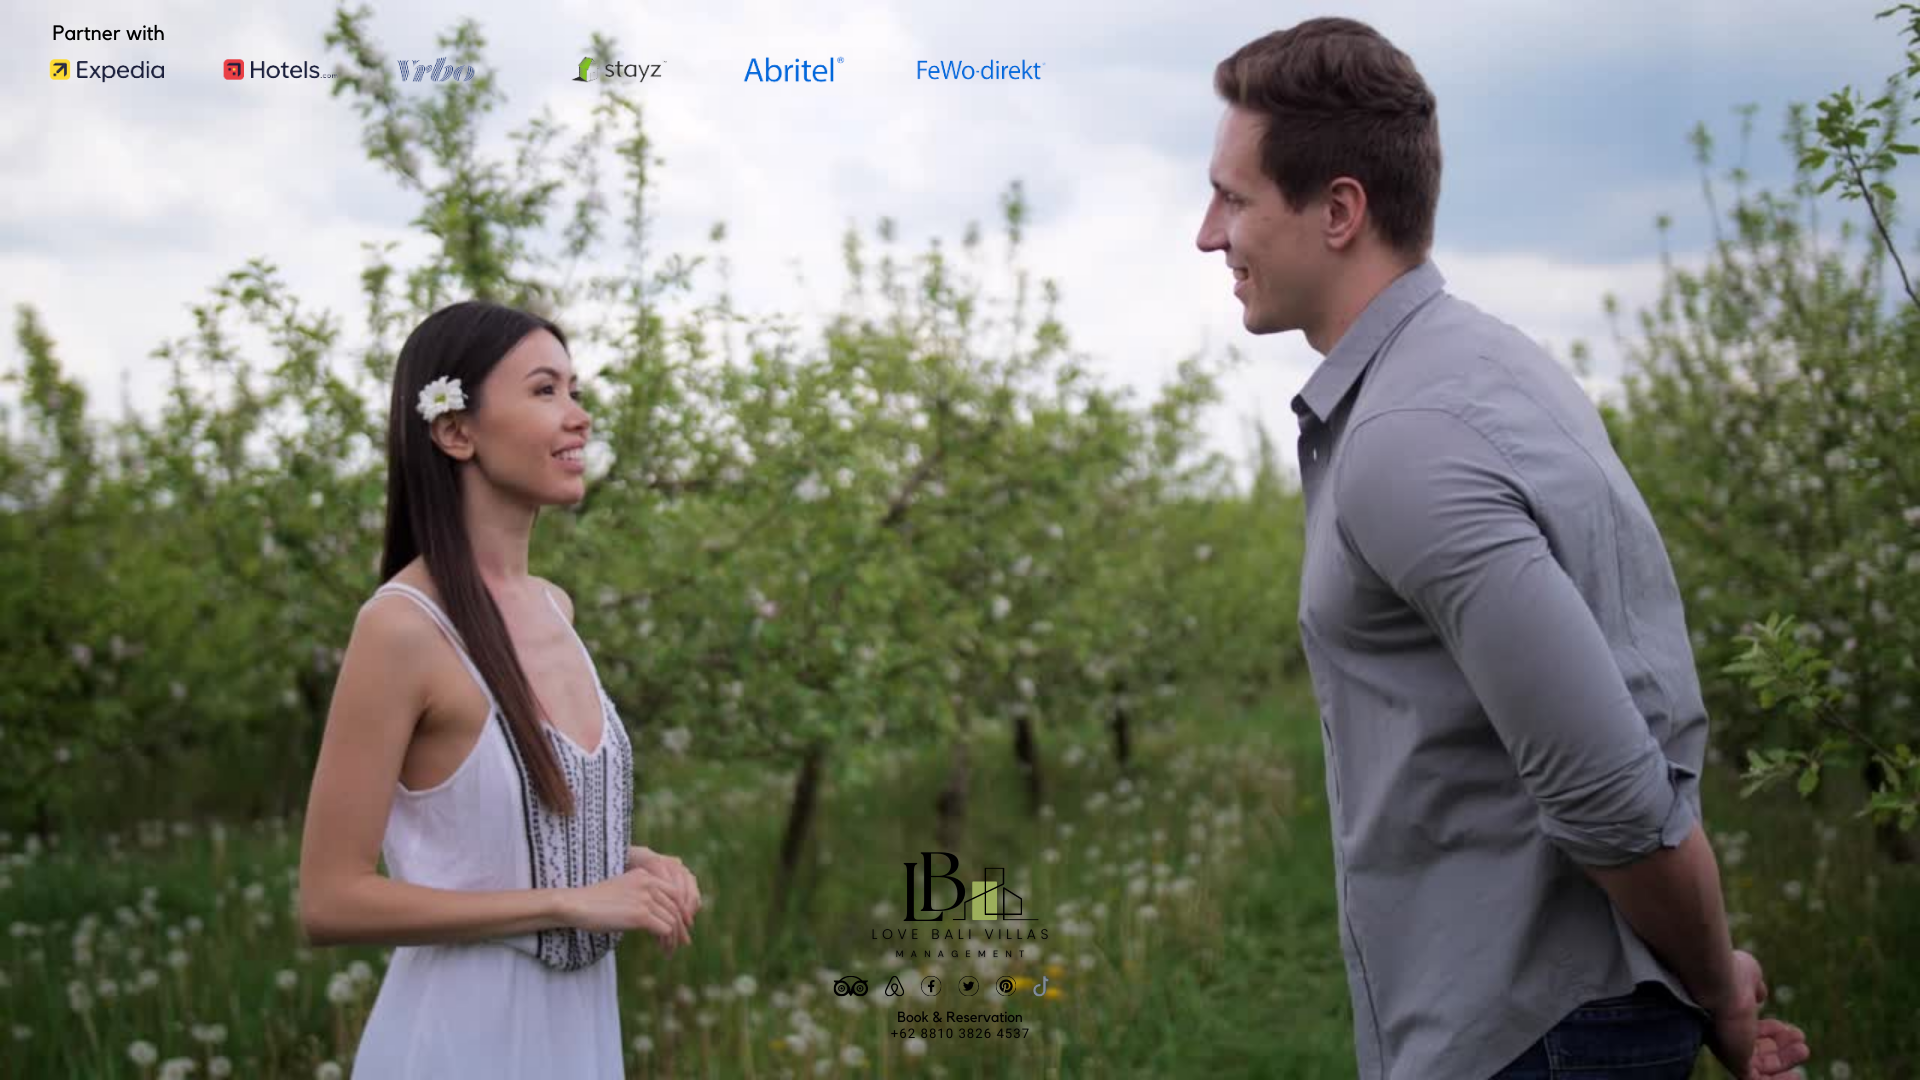 Partner with
Expedia
Hotels.com
Vrbo
stayz
Abritel®
FeWo-direkt
LB
LOVE BALI VILLAS
MANAGEMENT
Book & Reservation
+62 8810 3826 4537